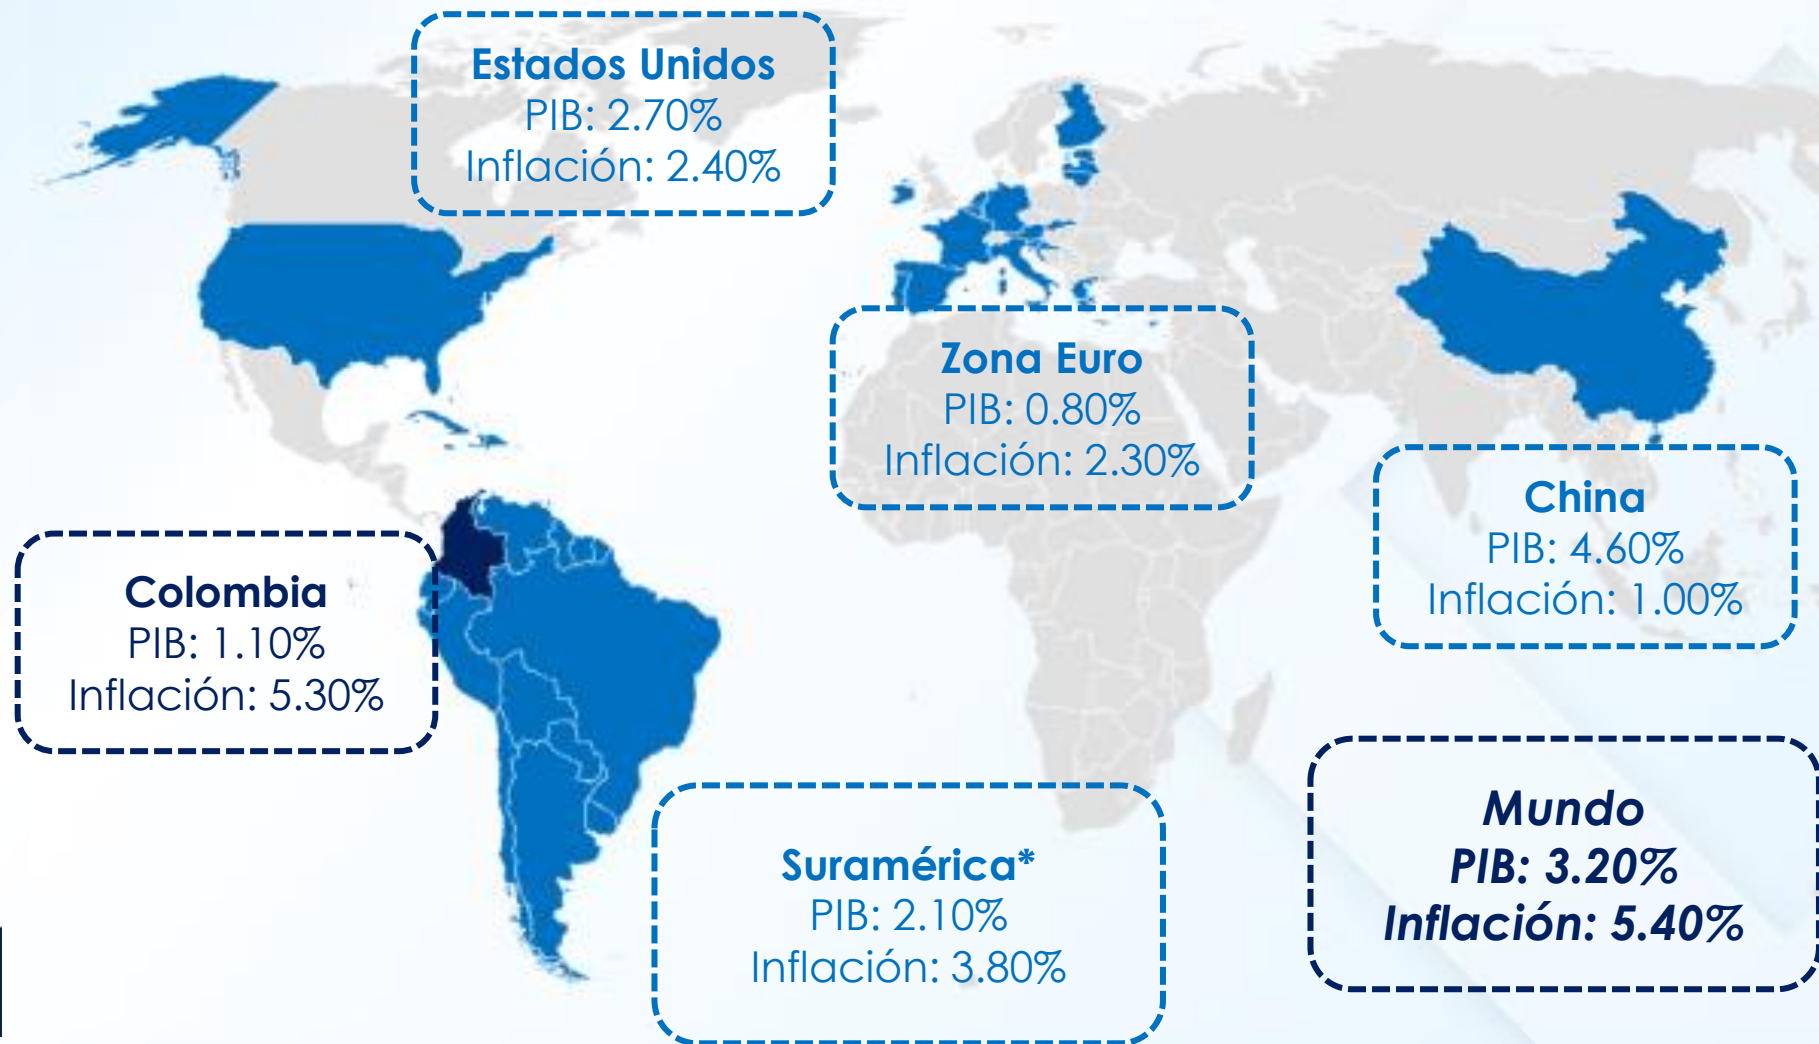 Estados Unidos
PIB: 2.70%
Inflación: 2.40%
Zona Euro
PIB: 0.80%
Inflación: 2.30%
China
PIB: 4.60%
Inflación: 1.00%
Colombia
PIB: 1.10%
Inflación: 5.30%
Suramérica*
PIB: 2.10%
Inflación: 3.80%
Mundo
PIB: 3.20%
Inflación: 5.40%